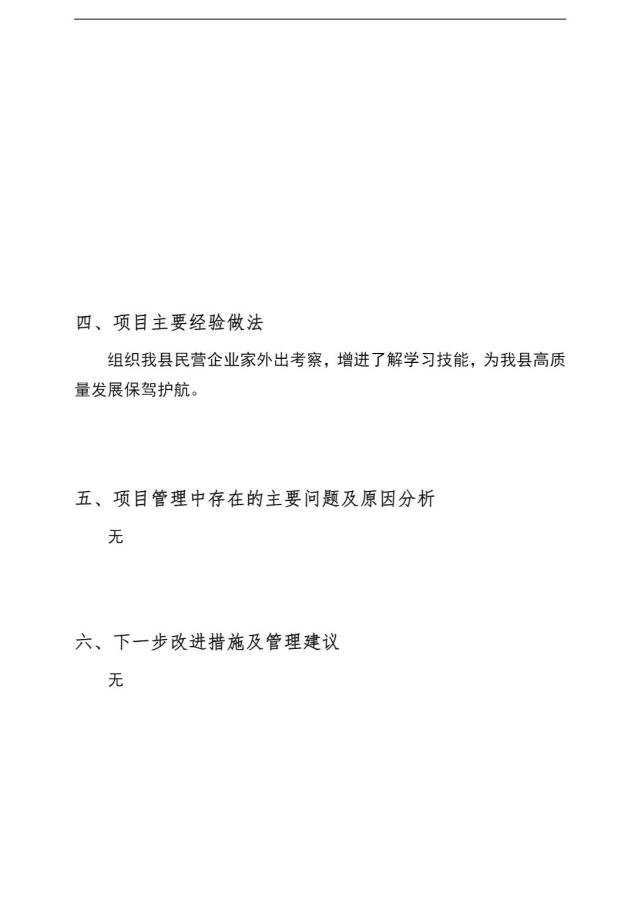 四、项目主要经验做法
组织我县民营企业家外出考察，增进了解学习技能，为我县高质
量发展保驾护航。
五、项目管理中存在的主要问题及原因分析
无
六、下一步改进措施及管理建议
无